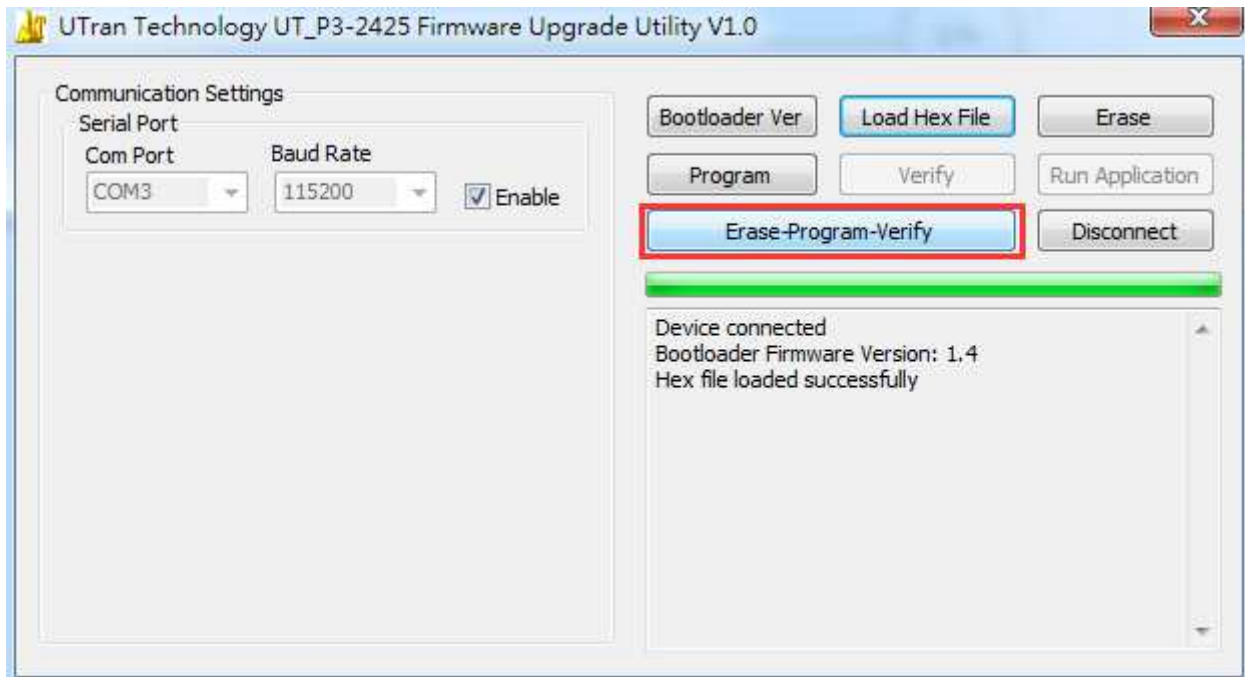 UTran Technology UT_P3-2425 Firmware Upgrade Utility V1.0
Communication Settings
Serial Port
Com Port Baud Rate
COM3 115200 Enable
Bootloader Ver Load Hex File Erase
Program Verify Run Application
Erase-Program-Verify Disconnect
Device connected
Bootloader Firmware Version: 1.4
Hex file loaded successfully